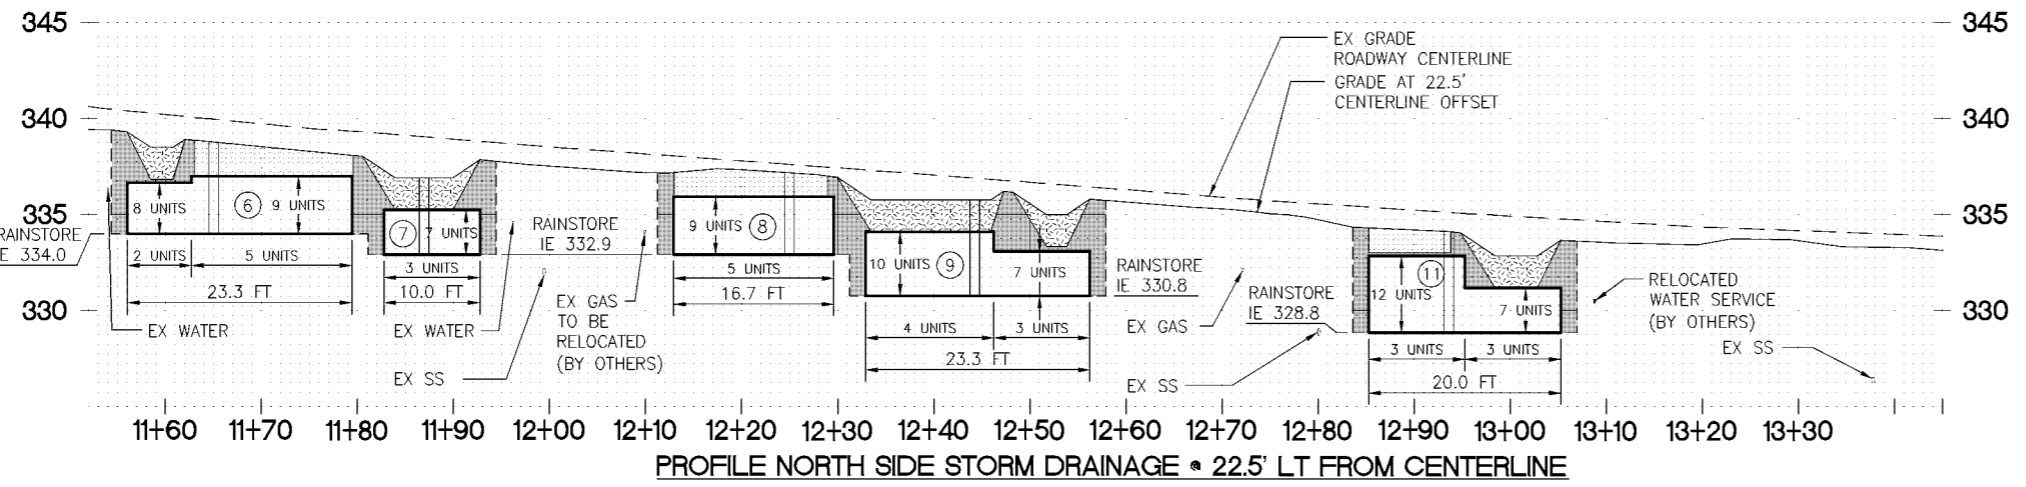 345
345
EX GRADE
ROADWAY CENTERLINE
GRADE AT 22.5'
CENTERLINE OFFSET
340
340
335
335
330
330
RAINSTORE
IE 334.0
8 UNITS
6
9 UNITS
2 UNITS
5 UNITS
23.3 FT
EX WATER
7
7 UNITS
3 UNITS
10.0 FT
EX WATER
RAINSTORE
IE 332.9
EX SS
EX GAS
TO BE
RELOCATED
(BY OTHERS)
9 UNITS
8
5 UNITS
16.7 FT
10 UNITS
9
7 UNITS
4 UNITS
3 UNITS
23.3 FT
RAINSTORE
IE 330.8
EX GAS
EX SS
RAINSTORE
IE 328.8
12 UNITS
11
7 UNITS
3 UNITS
3 UNITS
20.0 FT
RELOCATED
WATER SERVICE
(BY OTHERS)
EX SS
11+60 11+70 11+80 11+90 12+00 12+10 12+20 12+30 12+40 12+50 12+60 12+70 12+80 12+90 13+00 13+10 13+20 13+30
PROFILE NORTH SIDE STORM DRAINAGE @ 22.5' LT FROM CENTERLINE